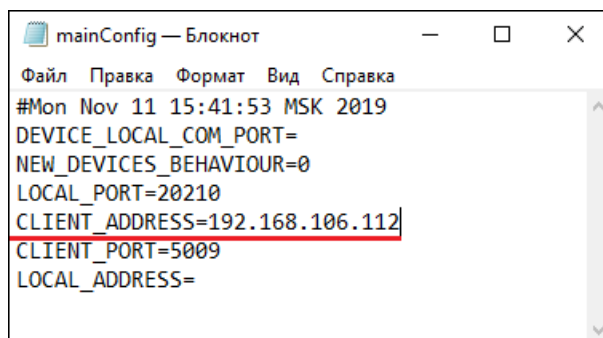 mainConfig — Блокнот
Файл Правка Формат Вид Справка
#Mon Nov 11 15:41:53 MSK 2019
DEVICE_LOCAL_COM_PORT=
NEW_DEVICES_BEHAVIOUR=0
LOCAL_PORT=20210
CLIENT_ADDRESS=192.168.106.112
CLIENT_PORT=5009
LOCAL_ADDRESS=